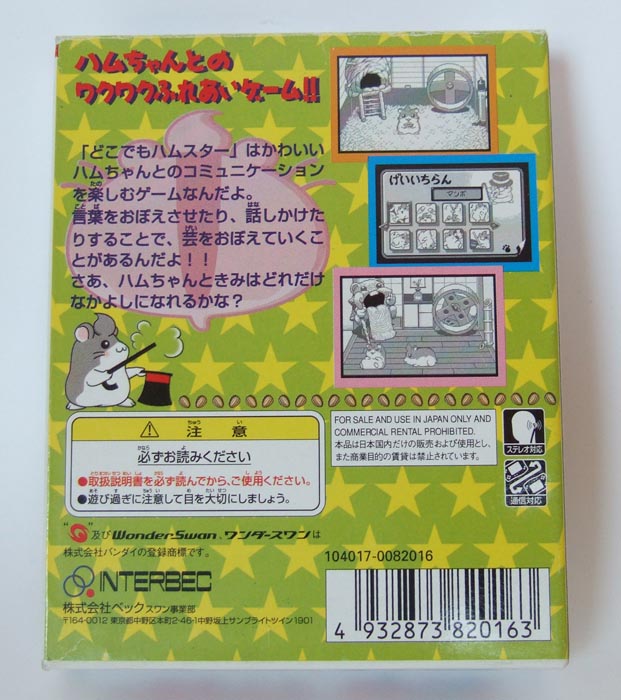 ハムちゃんとの
ワクワクふれあいゲーム!!
「どこでもハムスター」はかわいい
ハムちゃんとのコミュニケーション
を楽しむゲームなんだよ。
言葉をおぼえさせたり、話しかけた
りすることで、芸をおぼえていくこ
とがあるんだよ！！
さあ、ハムちゃんときみはどれだけ
なかよしになれるかな？
げいいちらん
マンボ
注意
必ずお読みください
●取扱説明書を必ず読んでから、ご使用ください。
●遊び過ぎに注意して目を大切にしましょう。
FOR SALE AND USE IN JAPAN ONLY AND
COMMERCIAL RENTAL PROHIBITED.
本品は日本国内だけの販売および使用とし、
また商業目的の賃貸は禁止されています。
ステレオ対応
通信対応
及びWonderSwan、ワンダースワンは
株式会社バンダイの登録商標です。
104017-0082016
INTERBEC
株式会社ベック スワン事業部
〒164-0012 東京都中野区本町2-46-1中野坂上サンブライトツイン1901
4 932873 820163